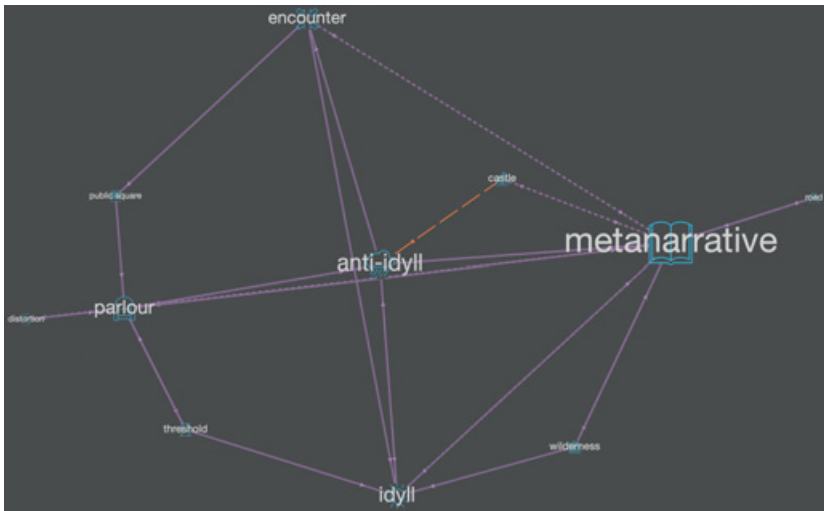 encounter
castle
public square
road
metanarrative
anti-idyll
parlour
distortion
threshold
wilderness
idyll